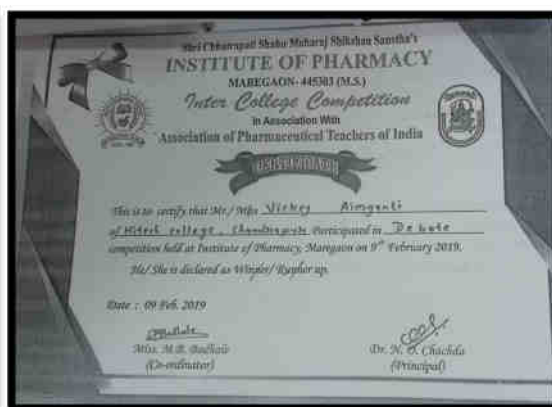 Shri Chhatrapati Shahu Maharaj Shikshan Sanstha's
INSTITUTE OF PHARMACY
MAREGAON- 445303 (M.S.)
Inter College Competition
In Association With
Association of Pharmaceutical Teachers of India
CERTIFICATE
This is to certify that Mr./ Miss Vickey Aimganti
of Hitech college, Chandrapur Participated in Debate
competition held at Institute of Pharmacy, Maregaon on 9th February 2019.
He/ She is declared as Winner/ Runner up.
Date : 09 Feb. 2019
Miss. M.B.
Dr. N. O. Chachda
(Co-ordinator)
(Principal)